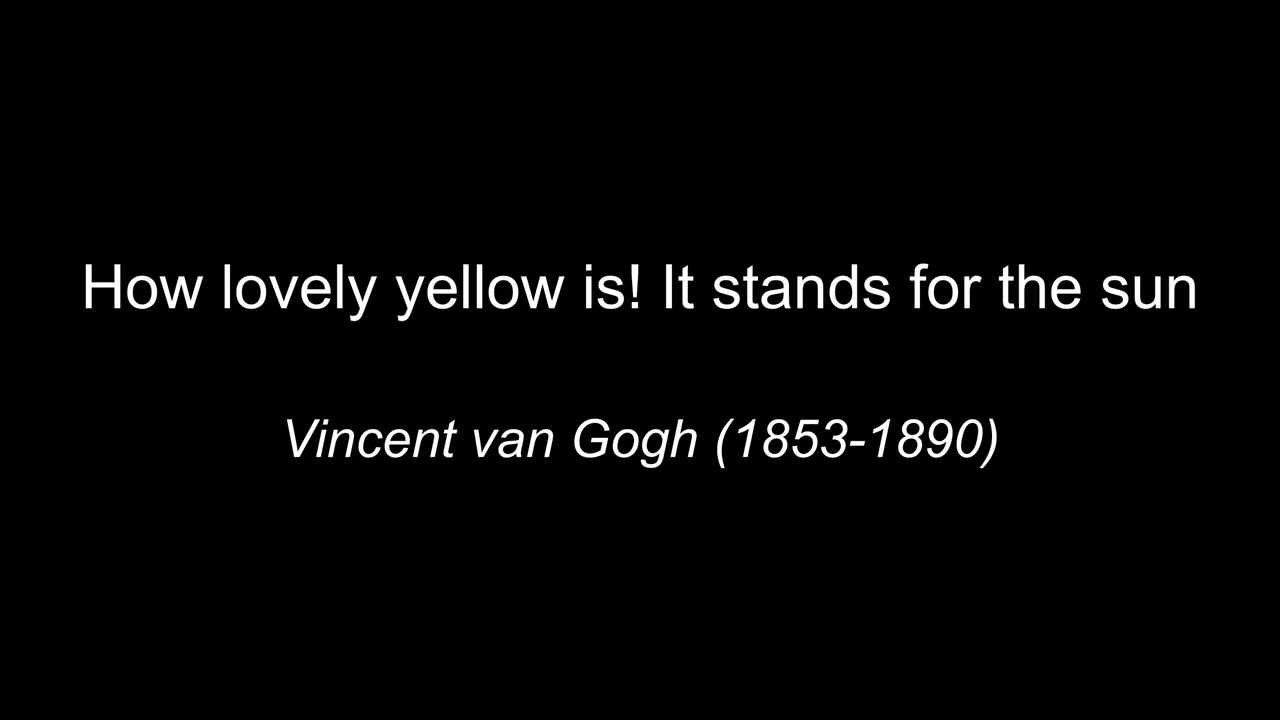 How lovely yellow is! It stands for the sun
Vincent van Gogh (1853-1890)